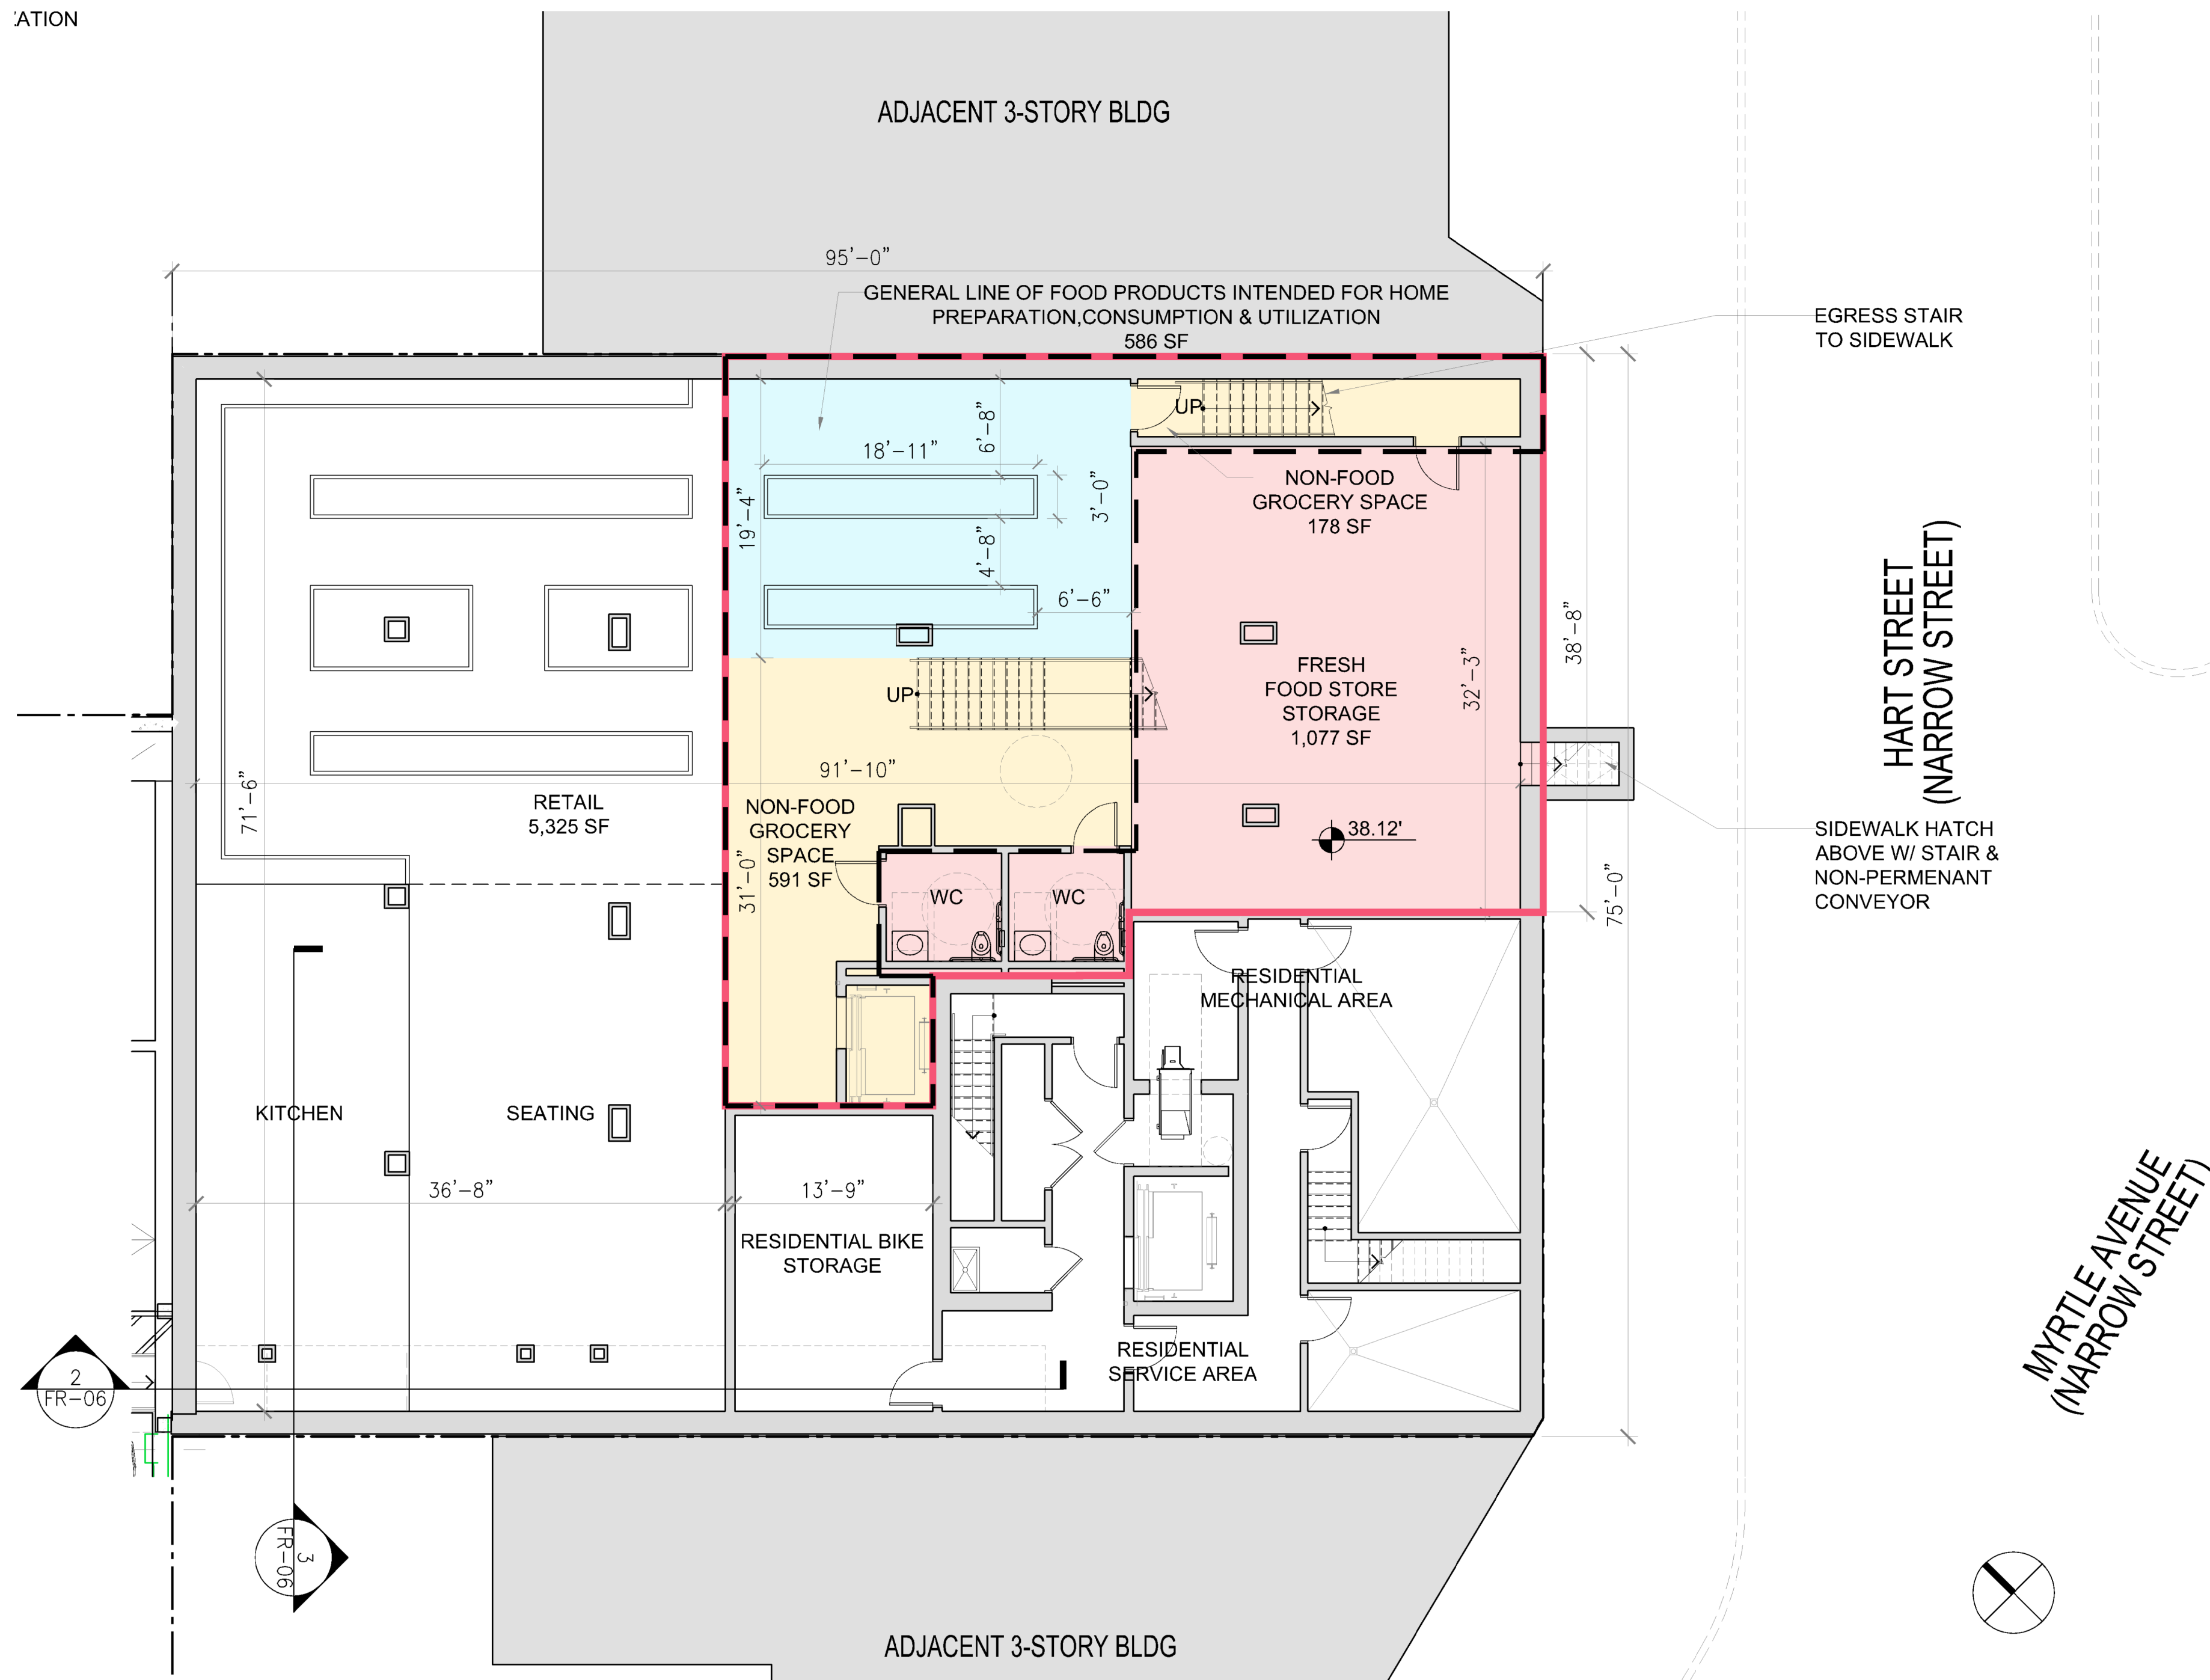 :ATION
ADJACENT 3-STORY BLDG
95'-0"
GENERAL LINE OF FOOD PRODUCTS INTENDED FOR HOME
PREPARATION,CONSUMPTION & UTILIZATION
586 SF
EGRESS STAIR
TO SIDEWALK
UP
6'-8"
18'-11"
19'-4"
3'-0"
4'-8"
6'-6"
NON-FOOD
GROCERY SPACE
178 SF
FRESH
FOOD STORE
STORAGE
1,077 SF
32'-3"
38'-8"
HART STREET
(NARROW STREET)
UP
91'-10"
71'-6"
RETAIL
5,325 SF
NON-FOOD
GROCERY
SPACE
591 SF
31'-0"
38.12'
SIDEWALK HATCH
ABOVE W/ STAIR &
NON-PERMENANT
CONVEYOR
75'-0"
WC
WC
RESIDENTIAL
MECHANICAL AREA
KITCHEN
SEATING
36'-8"
13'-9"
RESIDENTIAL BIKE
STORAGE
MYRTLE AVENUE
(NARROW STREET)
RESIDENTIAL
SERVICE AREA
2
FR-06
3
FR-06
ADJACENT 3-STORY BLDG